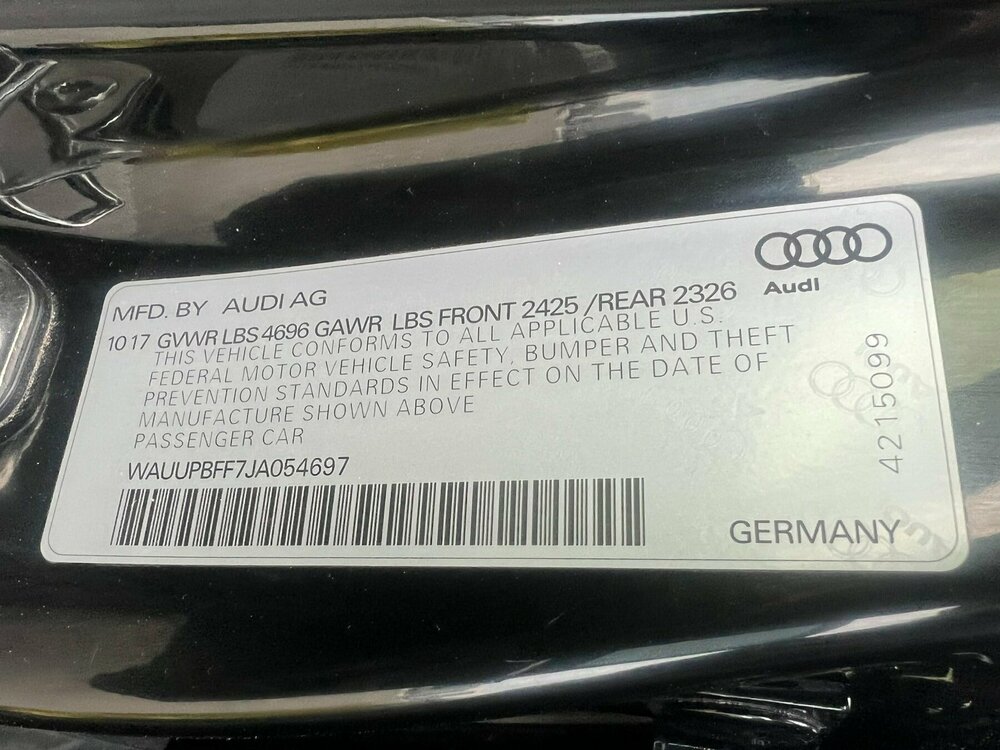 Audi
MFD. BY AUDI AG
10 17 GVWR LBS 4696 GAWR LBS FRONT 2425 /REAR 2326
THIS VEHICLE CONFORMS TO ALL APPLICABLE U.S.
FEDERAL MOTOR VEHICLE SAFETY, BUMPER AND THEFT
PREVENTION STANDARDS IN EFFECT ON THE DATE OF
MANUFACTURE SHOWN ABOVE
PASSENGER CAR
WAUUPBFF7JA054697
GERMANY
4215099